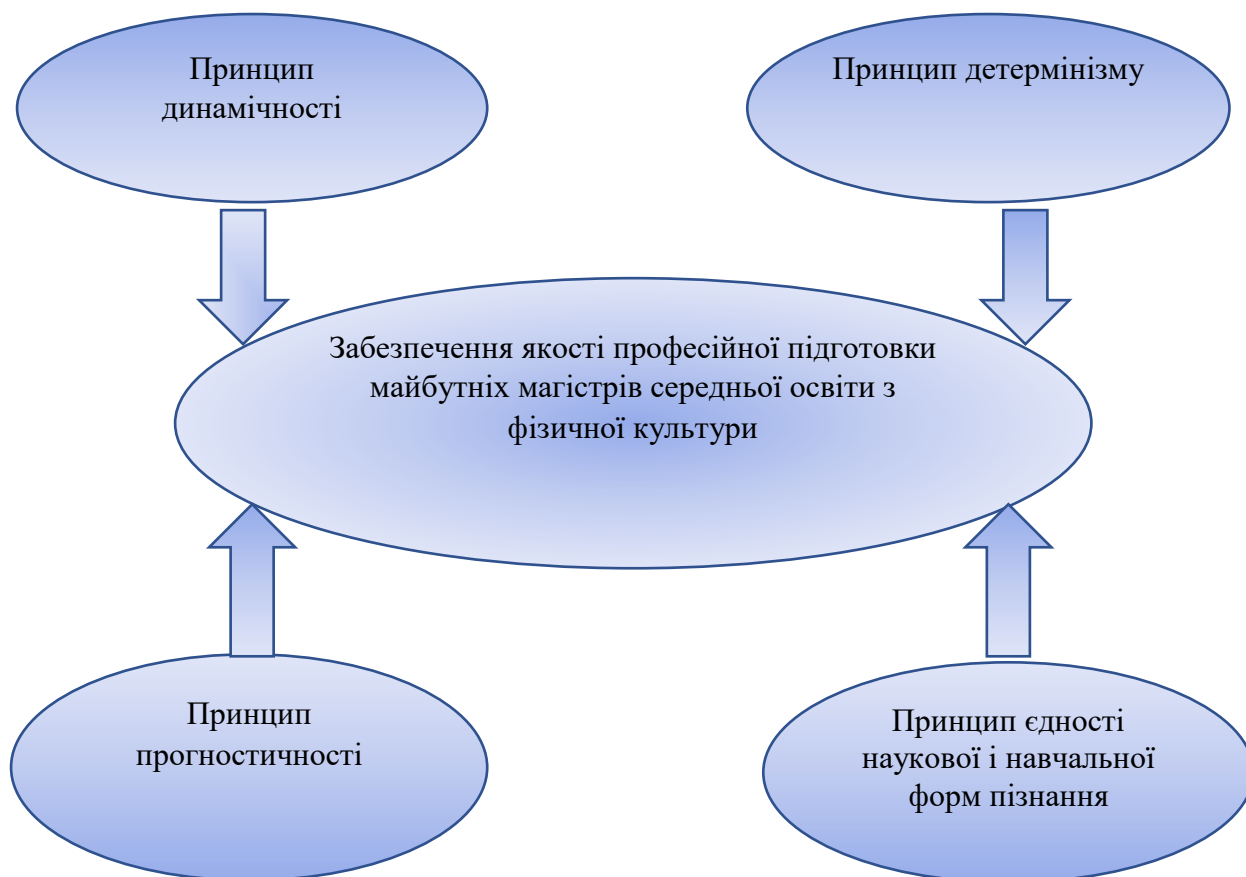 Принцип
динамічності
Принцип детермінізму
Забезпечення якості професійної підготовки
майбутніх магістрів середньої освіти з
фізичної культури
Принцип
прогностичності
Принцип єдності
наукової і навчальної
форм пізнання